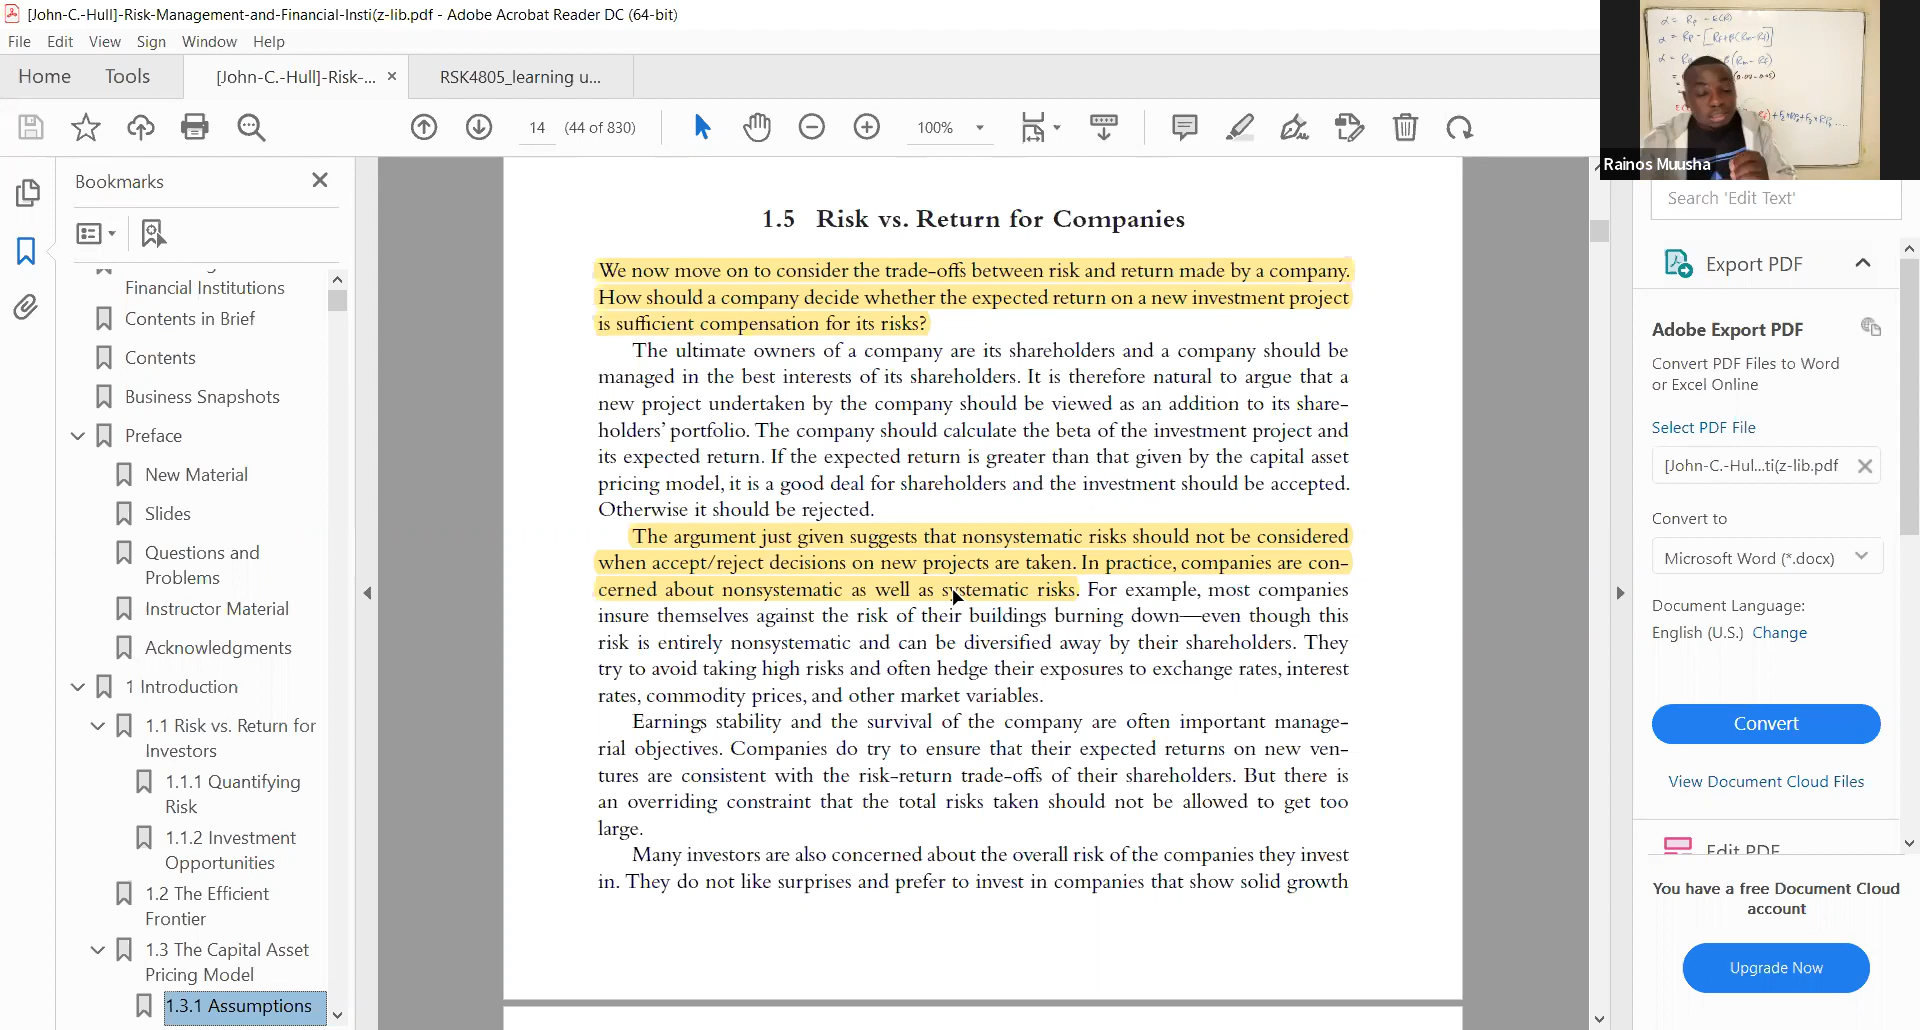 [John-C.-Hull]-Risk-Management-and-Financial-Insti(z-lib.pdf - Adobe Acrobat Reader DC (64-bit)
File Edit View Sign Window Help
Home Tools [John-C.-Hull]-Risk-... × RSK4805_learning u...
14 (44 of 830) 100%
Rainos Muusha
Bookmarks
Financial Institutions
Contents in Brief
Contents
Business Snapshots
Preface
New Material
Slides
Questions and
Problems
Instructor Material
Acknowledgments
1 Introduction
1.1 Risk vs. Return for
Investors
1.1.1 Quantifying
Risk
1.1.2 Investment
Opportunities
1.2 The Efficient
Frontier
1.3 The Capital Asset
Pricing Model
1.3.1 Assumptions
1.5 Risk vs. Return for Companies
We now move on to consider the trade-offs between risk and return made by a company.
How should a company decide whether the expected return on a new investment project
is sufficient compensation for its risks?
The ultimate owners of a company are its shareholders and a company should be
managed in the best interests of its shareholders. It is therefore natural to argue that a
new project undertaken by the company should be viewed as an addition to its share-
holders' portfolio. The company should calculate the beta of the investment project and
its expected return. If the expected return is greater than that given by the capital asset
pricing model, it is a good deal for shareholders and the investment should be accepted.
Otherwise it should be rejected.
The argument just given suggests that nonsystematic risks should not be considered
when accept/reject decisions on new projects are taken. In practice, companies are con-
cerned about nonsystematic as well as systematic risks. For example, most companies
insure themselves against the risk of their buildings burning down—even though this
risk is entirely nonsystematic and can be diversified away by their shareholders. They
try to avoid taking high risks and often hedge their exposures to exchange rates, interest
rates, commodity prices, and other market variables.
Earnings stability and the survival of the company are often important manage-
rial objectives. Companies do try to ensure that their expected returns on new ven-
tures are consistent with the risk-return trade-offs of their shareholders. But there is
an overriding constraint that the total risks taken should not be allowed to get too
large.
Many investors are also concerned about the overall risk of the companies they invest
in. They do not like surprises and prefer to invest in companies that show solid growth
Search 'Edit Text'
Export PDF
Adobe Export PDF
Convert PDF Files to Word
or Excel Online
Select PDF File
[John-C.-Hul...ti(z-lib.pdf
Convert to
Microsoft Word (*.docx)
Document Language:
English (U.S.) Change
Convert
View Document Cloud Files
Edit PDF
You have a free Document Cloud
account
Upgrade Now